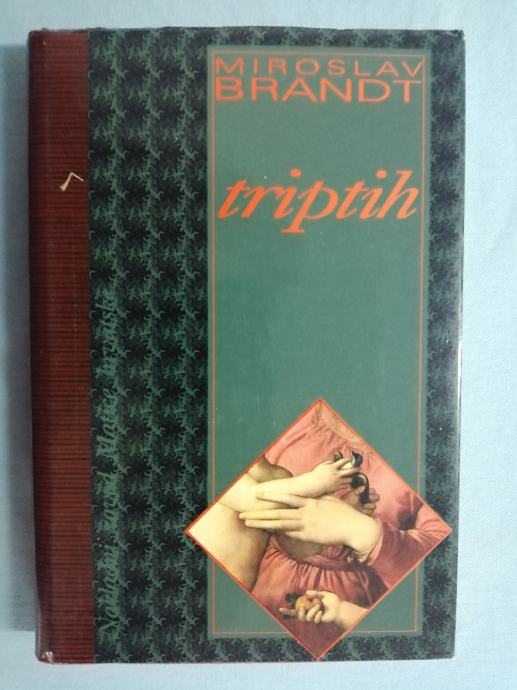 MIROSLAV
BRANDT
triptih
Nakladni zavod Matice hrvatske